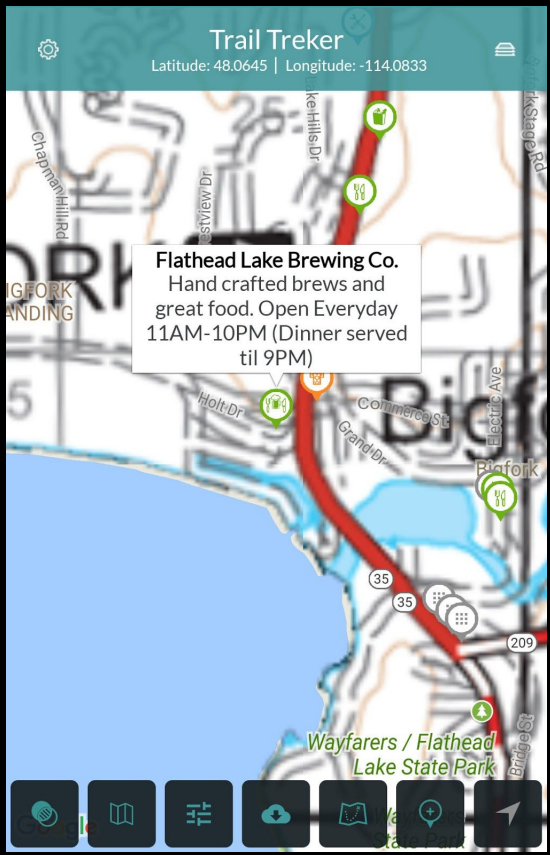 Trail Treker
Latitude: 48.0645 | Longitude: -114.0833
Chapman Hill Rd
Flathead Lake Brewing Co.
Hand crafted brews and
great food. Open Everyday
11AM-10PM (Dinner served
til 9PM)
Holt Dr
Commerce St
Grand Dr
Electric Ave
Bigfork
35
35
209
Wayfarers / Flathead
Lake State Park
Bridge St
State Park
Google